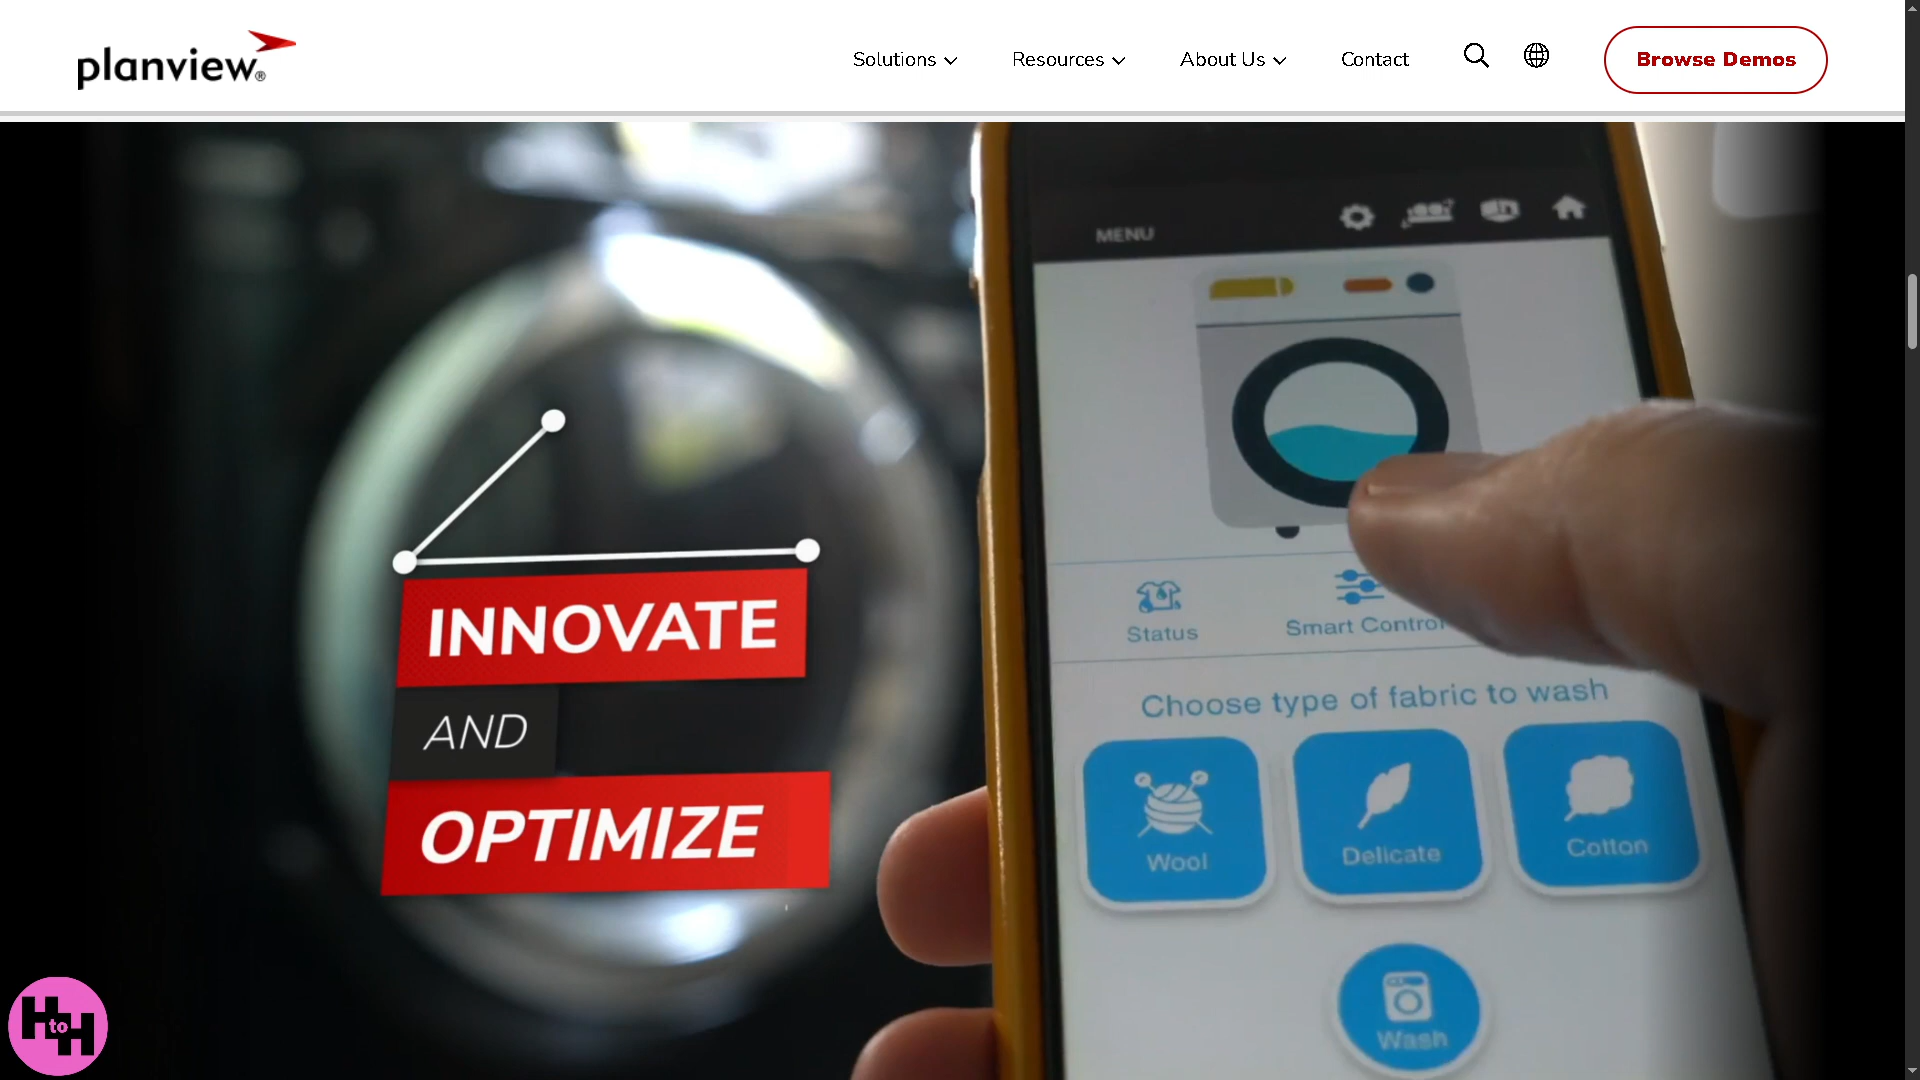 planview®
Solutions
Resources
About Us
Contact
Browse Demos
MENU
INNOVATE
AND
OPTIMIZE
Status
Smart Control
Choose type of fabric to wash
Wool
Delicate
Cotton
Wash
H to H